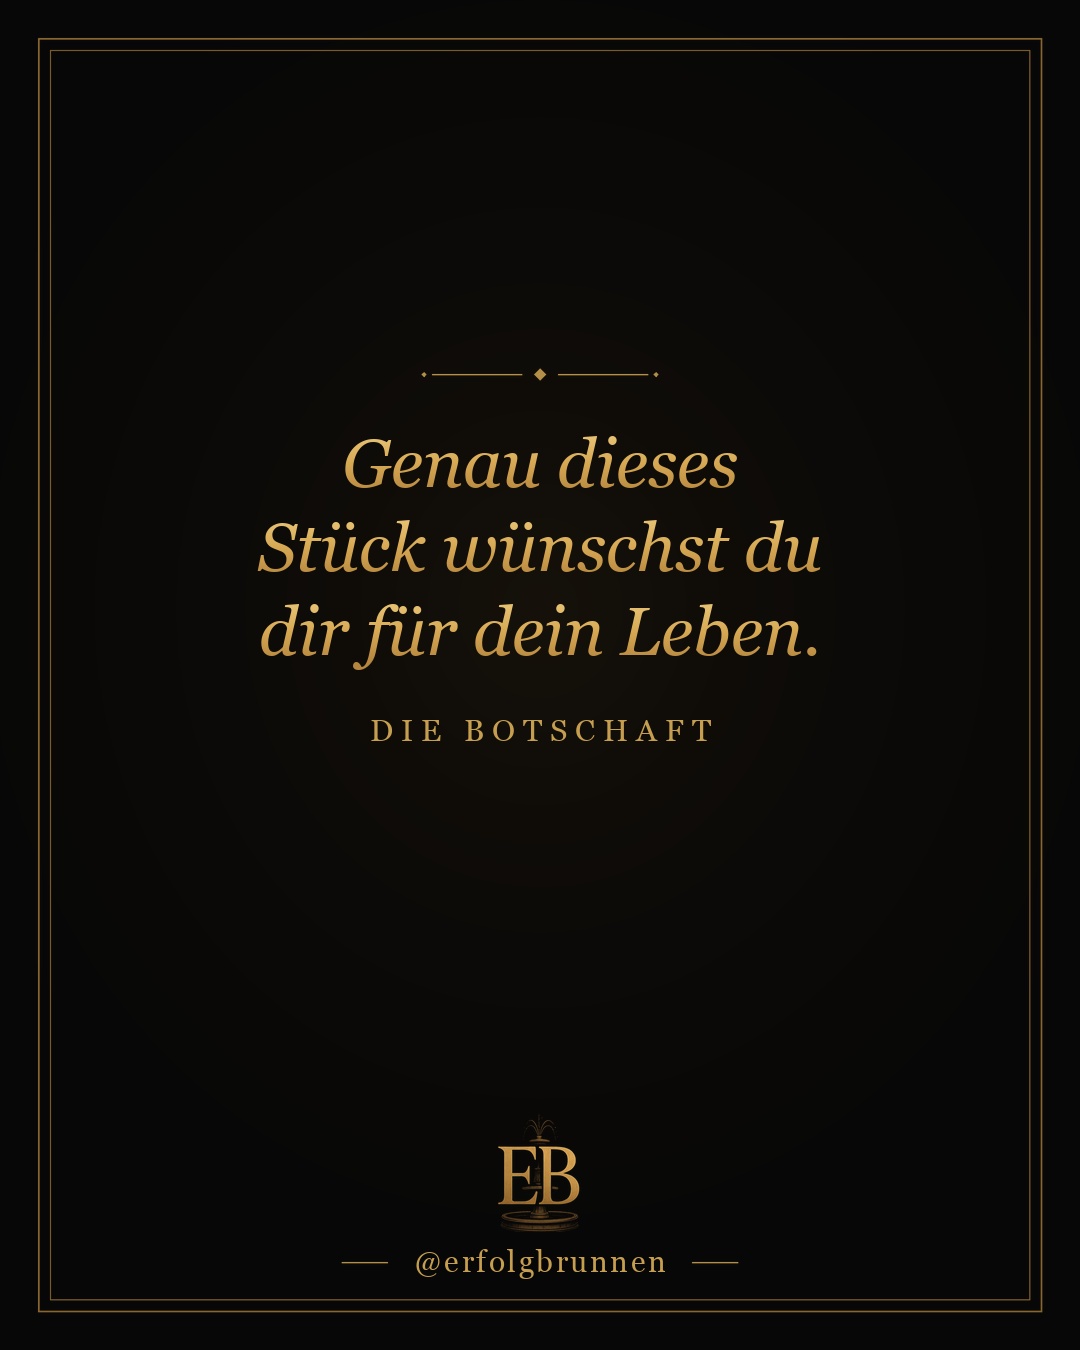 Genau dieses
Stück wünschst du
dir für dein Leben.
DIE BOTSCHAFT
EB
@erfolgbrunnen